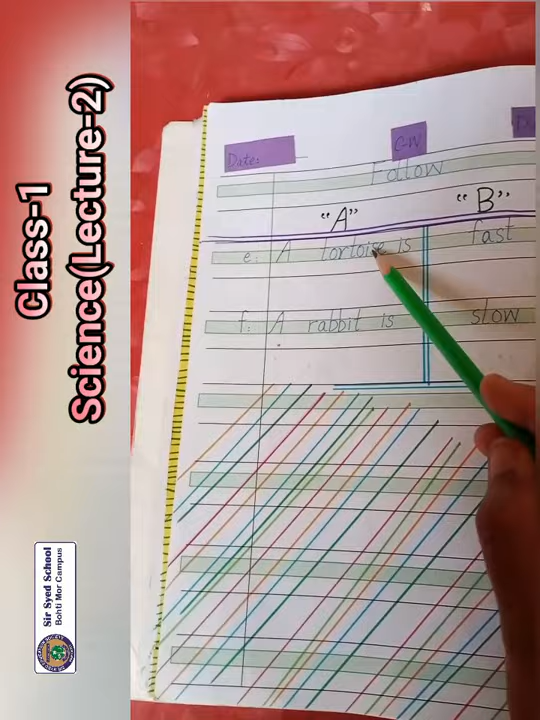 Class-1
Science(Lecture-2)
Sir Syed School
Bohti Mor Campus
Date:
CW
Follow
"A" "B"
e: A tortoise is fast
f: A rabbit is slow